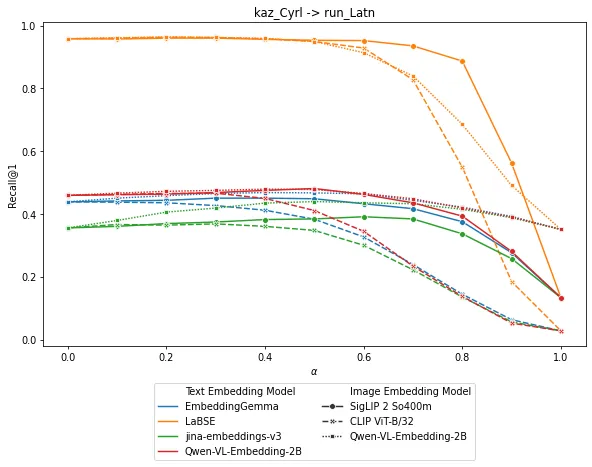 kaz_Cyrl -> run_Latn
Recall@1
1.0
0.8
0.6
0.4
0.2
0.0
0.0 0.2 0.4 0.6 0.8 1.0
α
Text Embedding Model
EmbeddingGemma
LaBSE
jina-embeddings-v3
Qwen-VL-Embedding-2B
Image Embedding Model
SigLIP 2 So400m
CLIP ViT-B/32
Qwen-VL-Embedding-2B